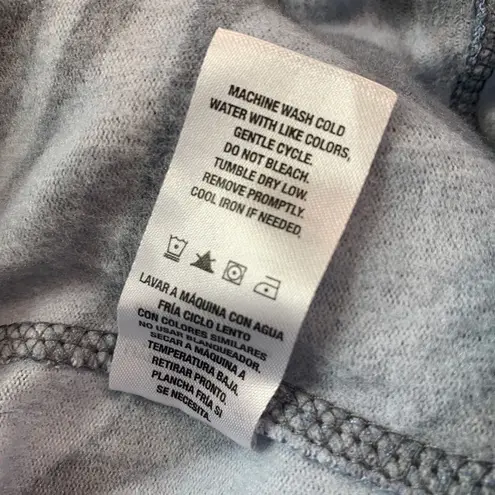 MACHINE WASH COLD
WATER WITH LIKE COLORS,
GENTLE CYCLE.
DO NOT BLEACH.
TUMBLE DRY LOW.
REMOVE PROMPTLY.
COOL IRON IF NEEDED.
LAVAR A MÁQUINA CON AGUA
FRÍA CICLO LENTO
CON COLORES SIMILARES
NO USAR BLANQUEADOR.
SECAR A MÁQUINA A
TEMPERATURA BAJA.
RETIRAR PRONTO.
PLANCHA FRÍA SI
SE NECESITA.